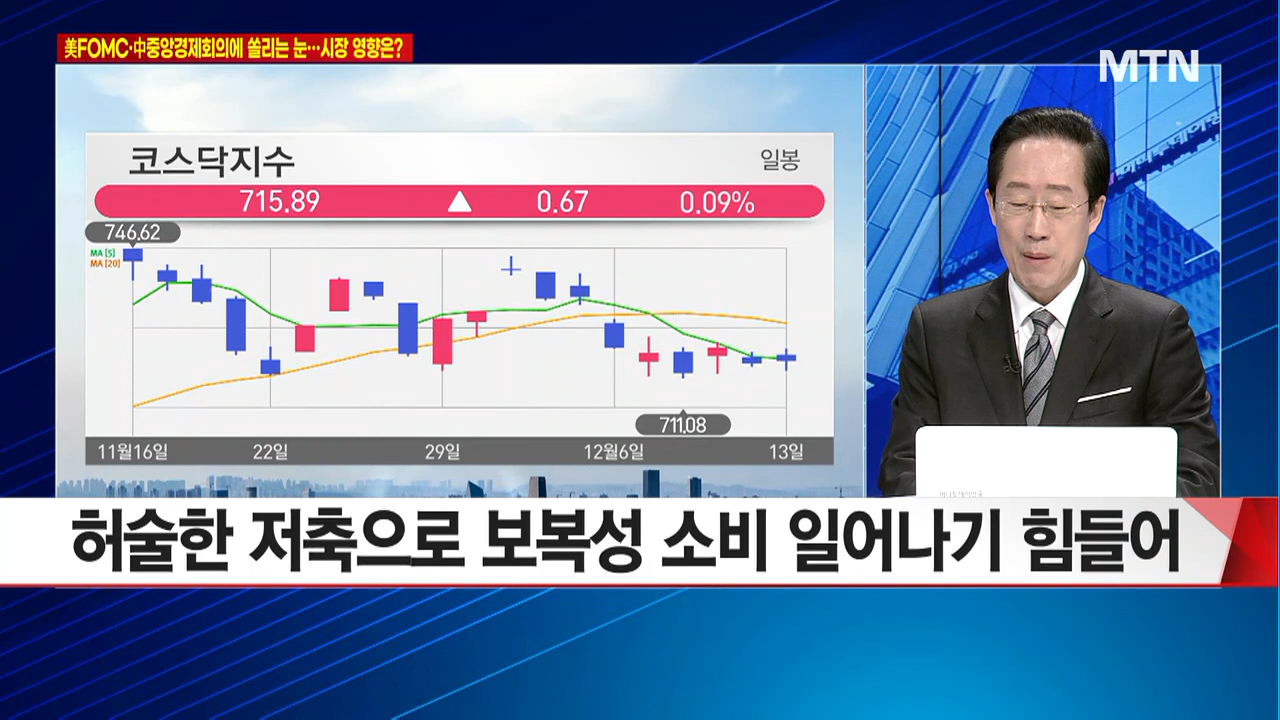 美FOMC·中중앙경제회의에 쏠리는 눈…시장 영향은?
MTN
코스닥지수
일봉
715.89 ▲ 0.67 0.09%
746.62
MA [5]
MA [20]
711.08
11월16일 22일 29일 12월6일 13일
허술한 저축으로 보복성 소비 일어나기 힘들어